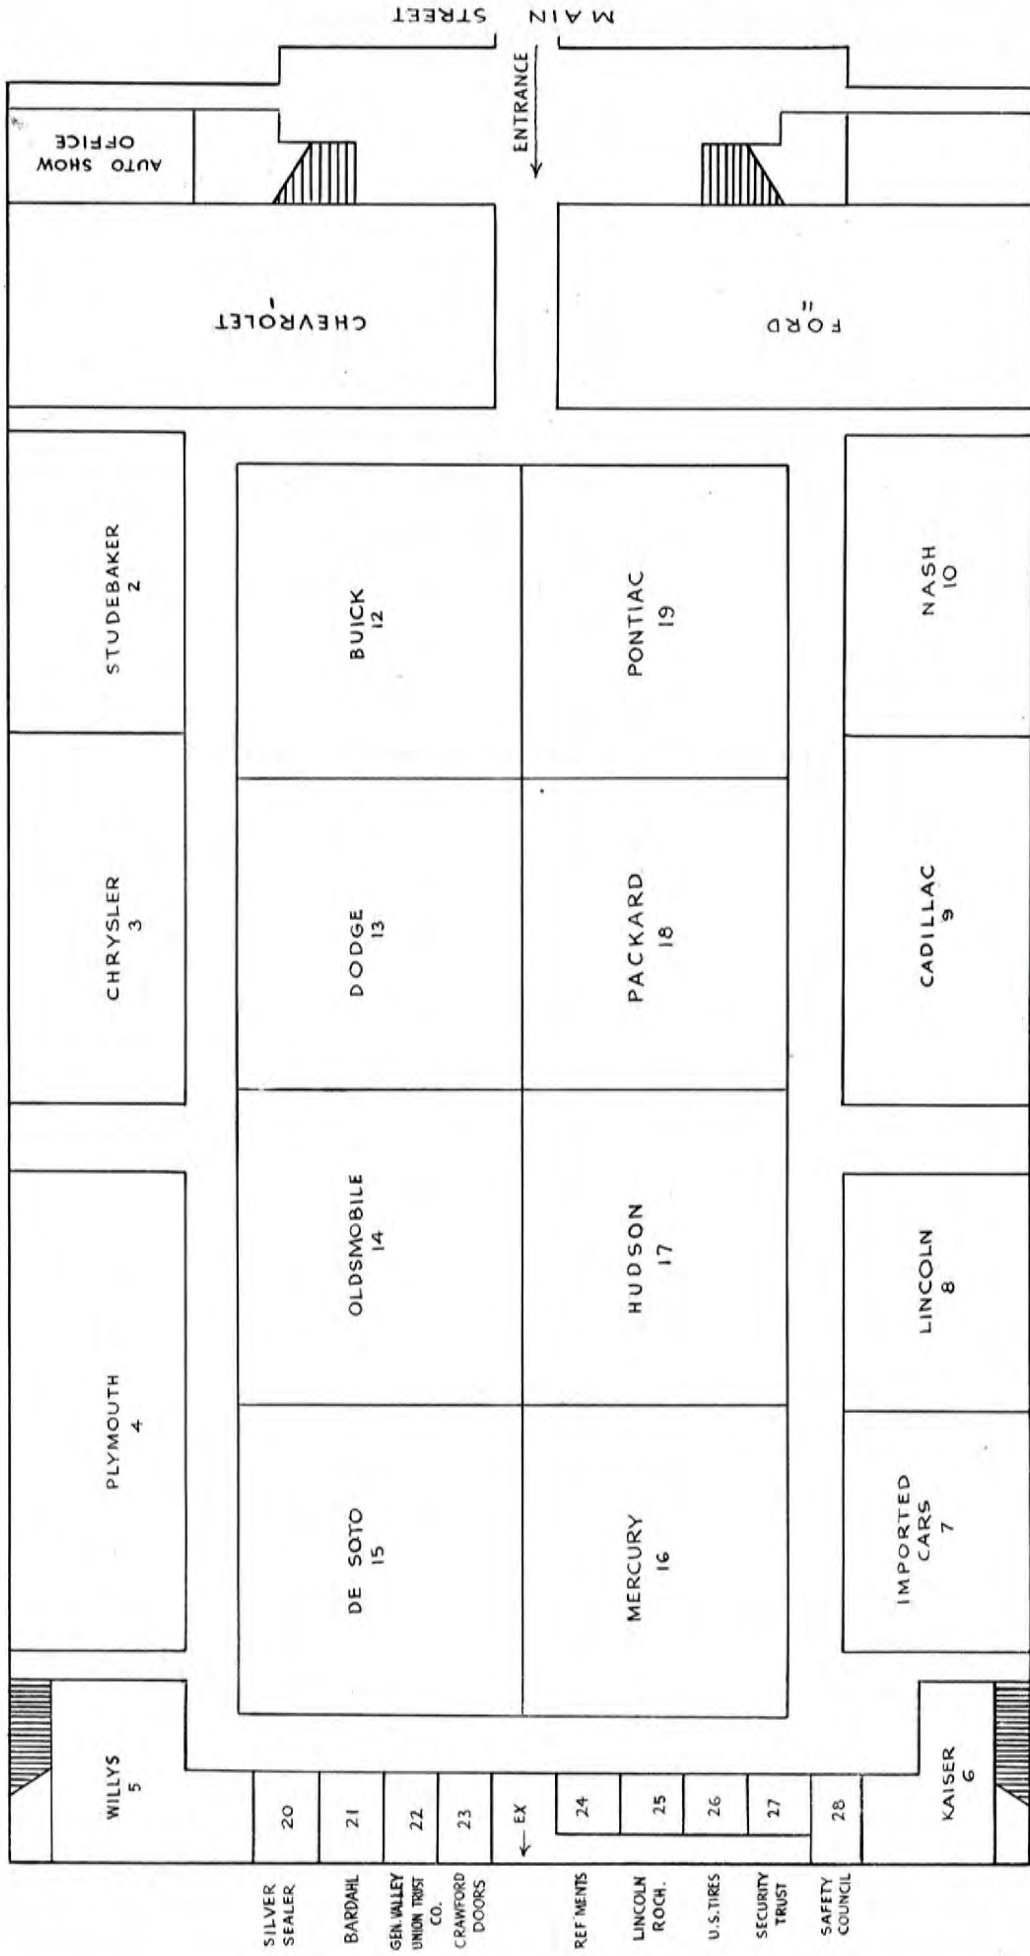 MAIN STREET
ENTRANCE
AUTO SHOW
OFFICE
CHEVROLET
1
FORD
11
STUDEBAKER
2
BUICK
12
PONTIAC
19
NASH
10
CHRYSLER
3
DODGE
13
PACKARD
18
CADILLAC
9
PLYMOUTH
4
OLDSMOBILE
14
HUDSON
17
LINCOLN
8
DE SOTO
15
MERCURY
16
IMPORTED
CARS
7
WILLYS
5
20
21
22
23
← EX
24
25
26
27
28
KAISER
6
SILVER
SEALER
BARDAHL
GEN. VALLEY
UNION TRUST
CO.
CRAWFORD
DOORS
REF'MENTS
LINCOLN
ROCH.
U.S. TIRES
SECURITY
TRUST
SAFETY
COUNCIL